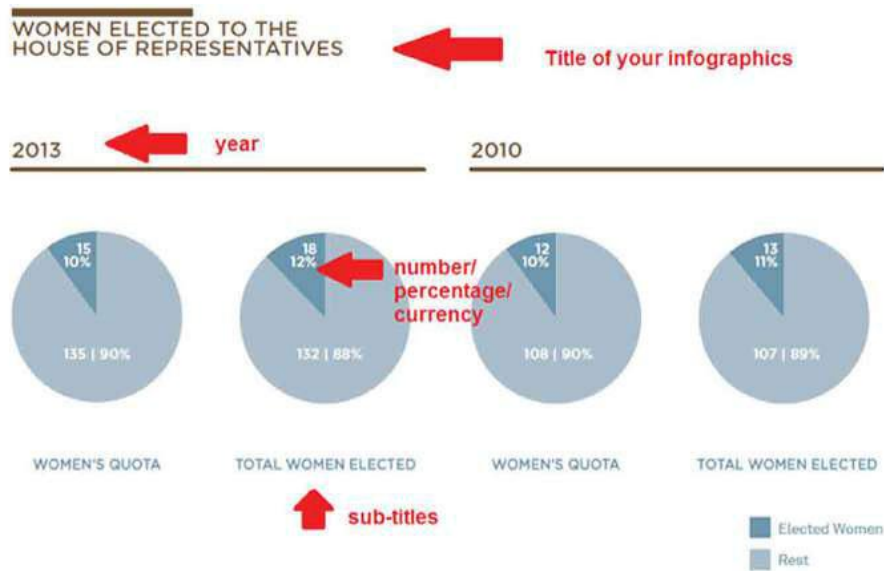 WOMEN ELECTED TO THE
HOUSE OF REPRESENTATIVES
Title of your infographics
2013
year
2010
15
10%
135 | 90%
18
12%
132 | 88%
number/
percentage/
currency
12
10%
108 | 90%
13
11%
107 | 89%
WOMEN'S QUOTA
TOTAL WOMEN ELECTED
WOMEN'S QUOTA
TOTAL WOMEN ELECTED
sub-titles
Elected Women
Rest